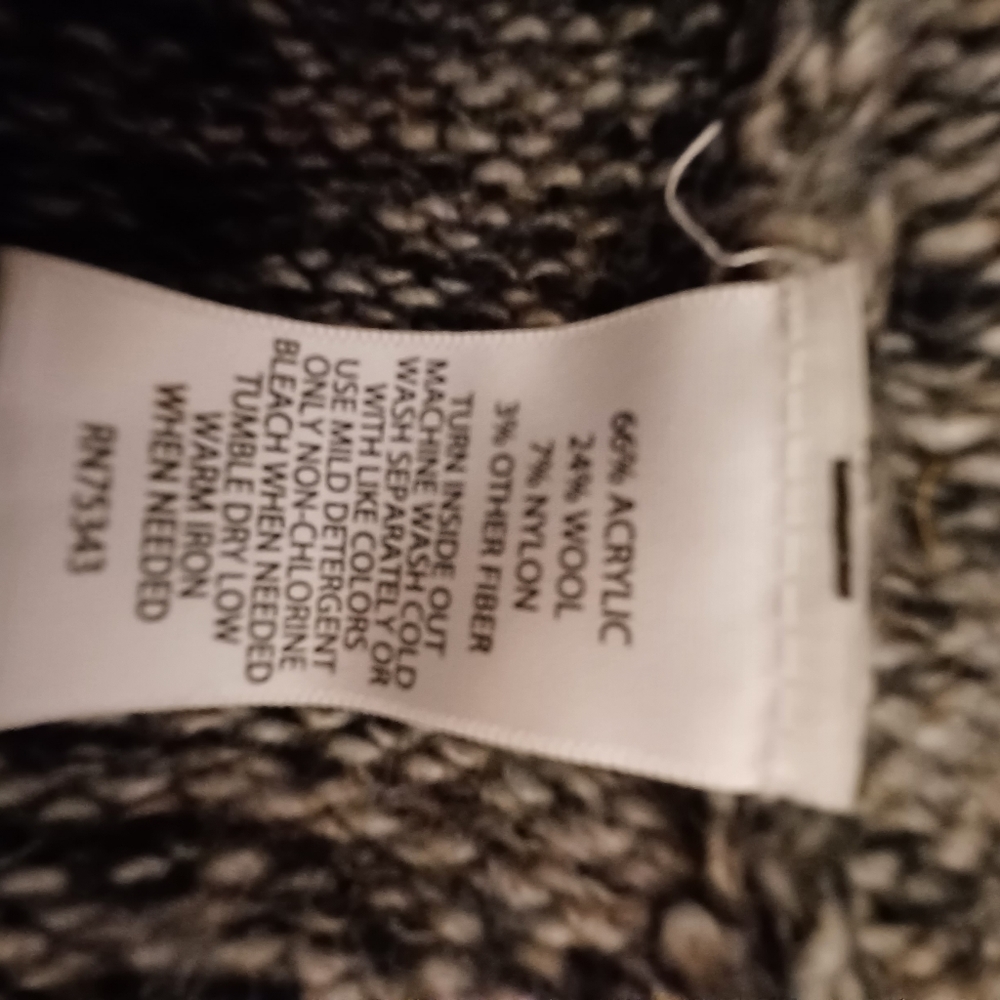 66% ACRYLIC
24% WOOL
7% NYLON
3% OTHER FIBER
TURN INSIDE OUT
MACHINE WASH COLD
WASH SEPARATELY OR
WITH LIKE COLORS
USE MILD DETERGENT
ONLY NON-CHLORINE
BLEACH WHEN NEEDED
TUMBLE DRY LOW
WARM IRON
WHEN NEEDED
RN75343